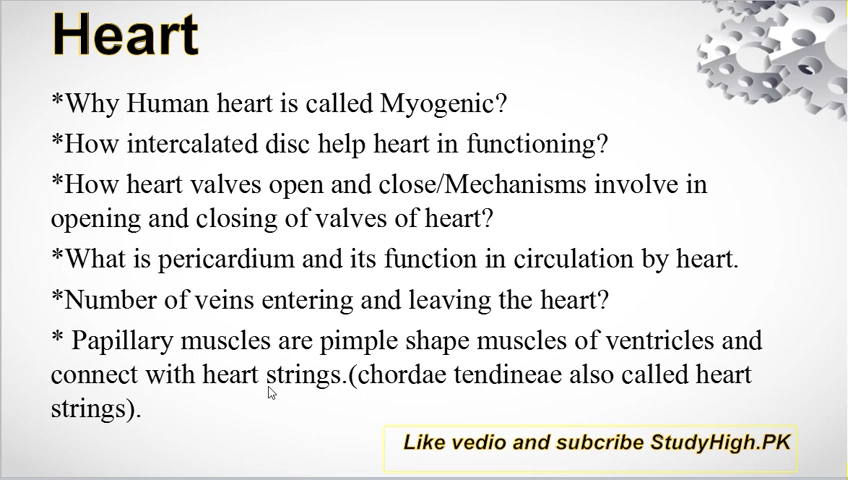 Heart
*Why Human heart is called Myogenic?
*How intercalated disc help heart in functioning?
*How heart valves open and close/Mechanisms involve in
opening and closing of valves of heart?
*What is pericardium and its function in circulation by heart.
*Number of veins entering and leaving the heart?
* Papillary muscles are pimple shape muscles of ventricles and
connect with heart strings.(chordae tendineae also called heart
strings).
Like vedio and subcribe StudyHigh.PK